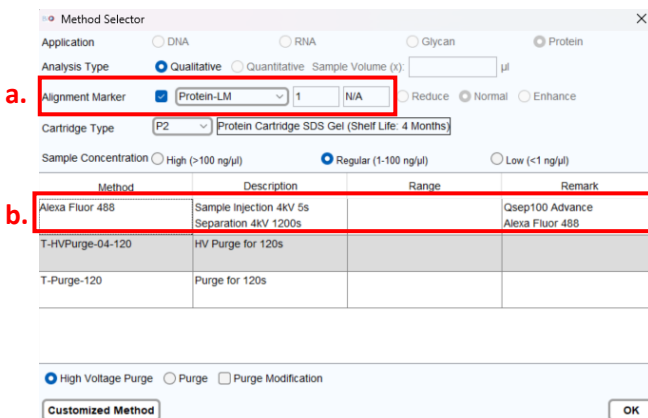 Method Selector
Application DNA RNA Glycan Protein
Analysis Type Qualitative Quantitative Sample Volume (x): µl
a. Alignment Marker Protein-LM 1 N/A Reduce Normal Enhance
Cartridge Type P2 Protein Cartridge SDS Gel (Shelf Life: 4 Months)
Sample Concentration High (>100 ng/µl) Regular (1-100 ng/µl) Low (<1 ng/µl)
Method Description Range Remark
b. Alexa Fluor 488 Sample Injection 4kV 5s Qsep100 Advance
Separation 4kV 1200s Alexa Fluor 488
T-HVPurge-04-120 HV Purge for 120s
T-Purge-120 Purge for 120s
High Voltage Purge Purge Purge Modification
Customized Method OK